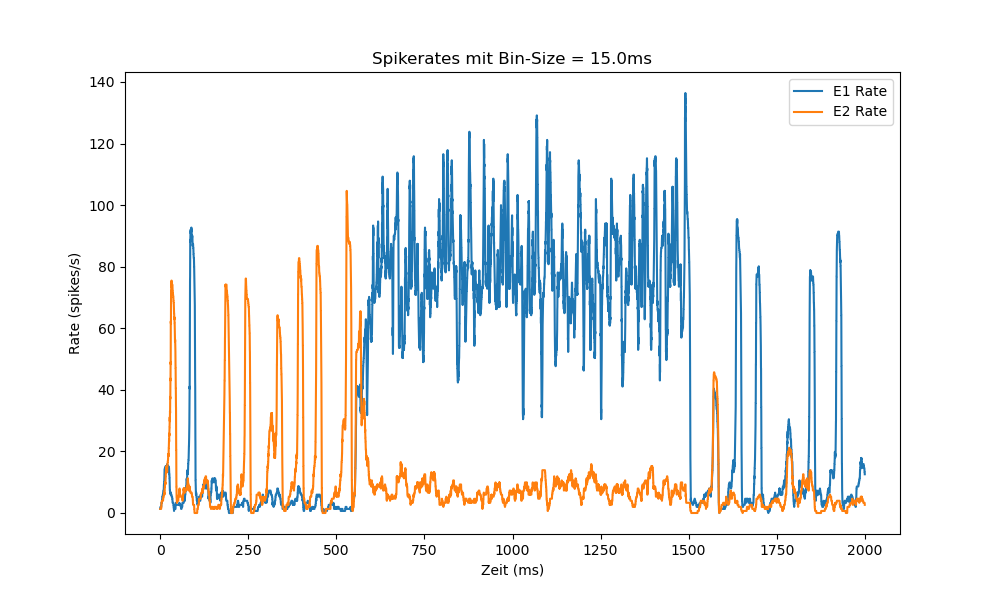 Spikerates mit Bin-Size = 15.0ms
E1 Rate
E2 Rate
140
120
100
80
60
40
20
0
Rate (spikes/s)
0 250 500 750 1000 1250 1500 1750 2000
Zeit (ms)